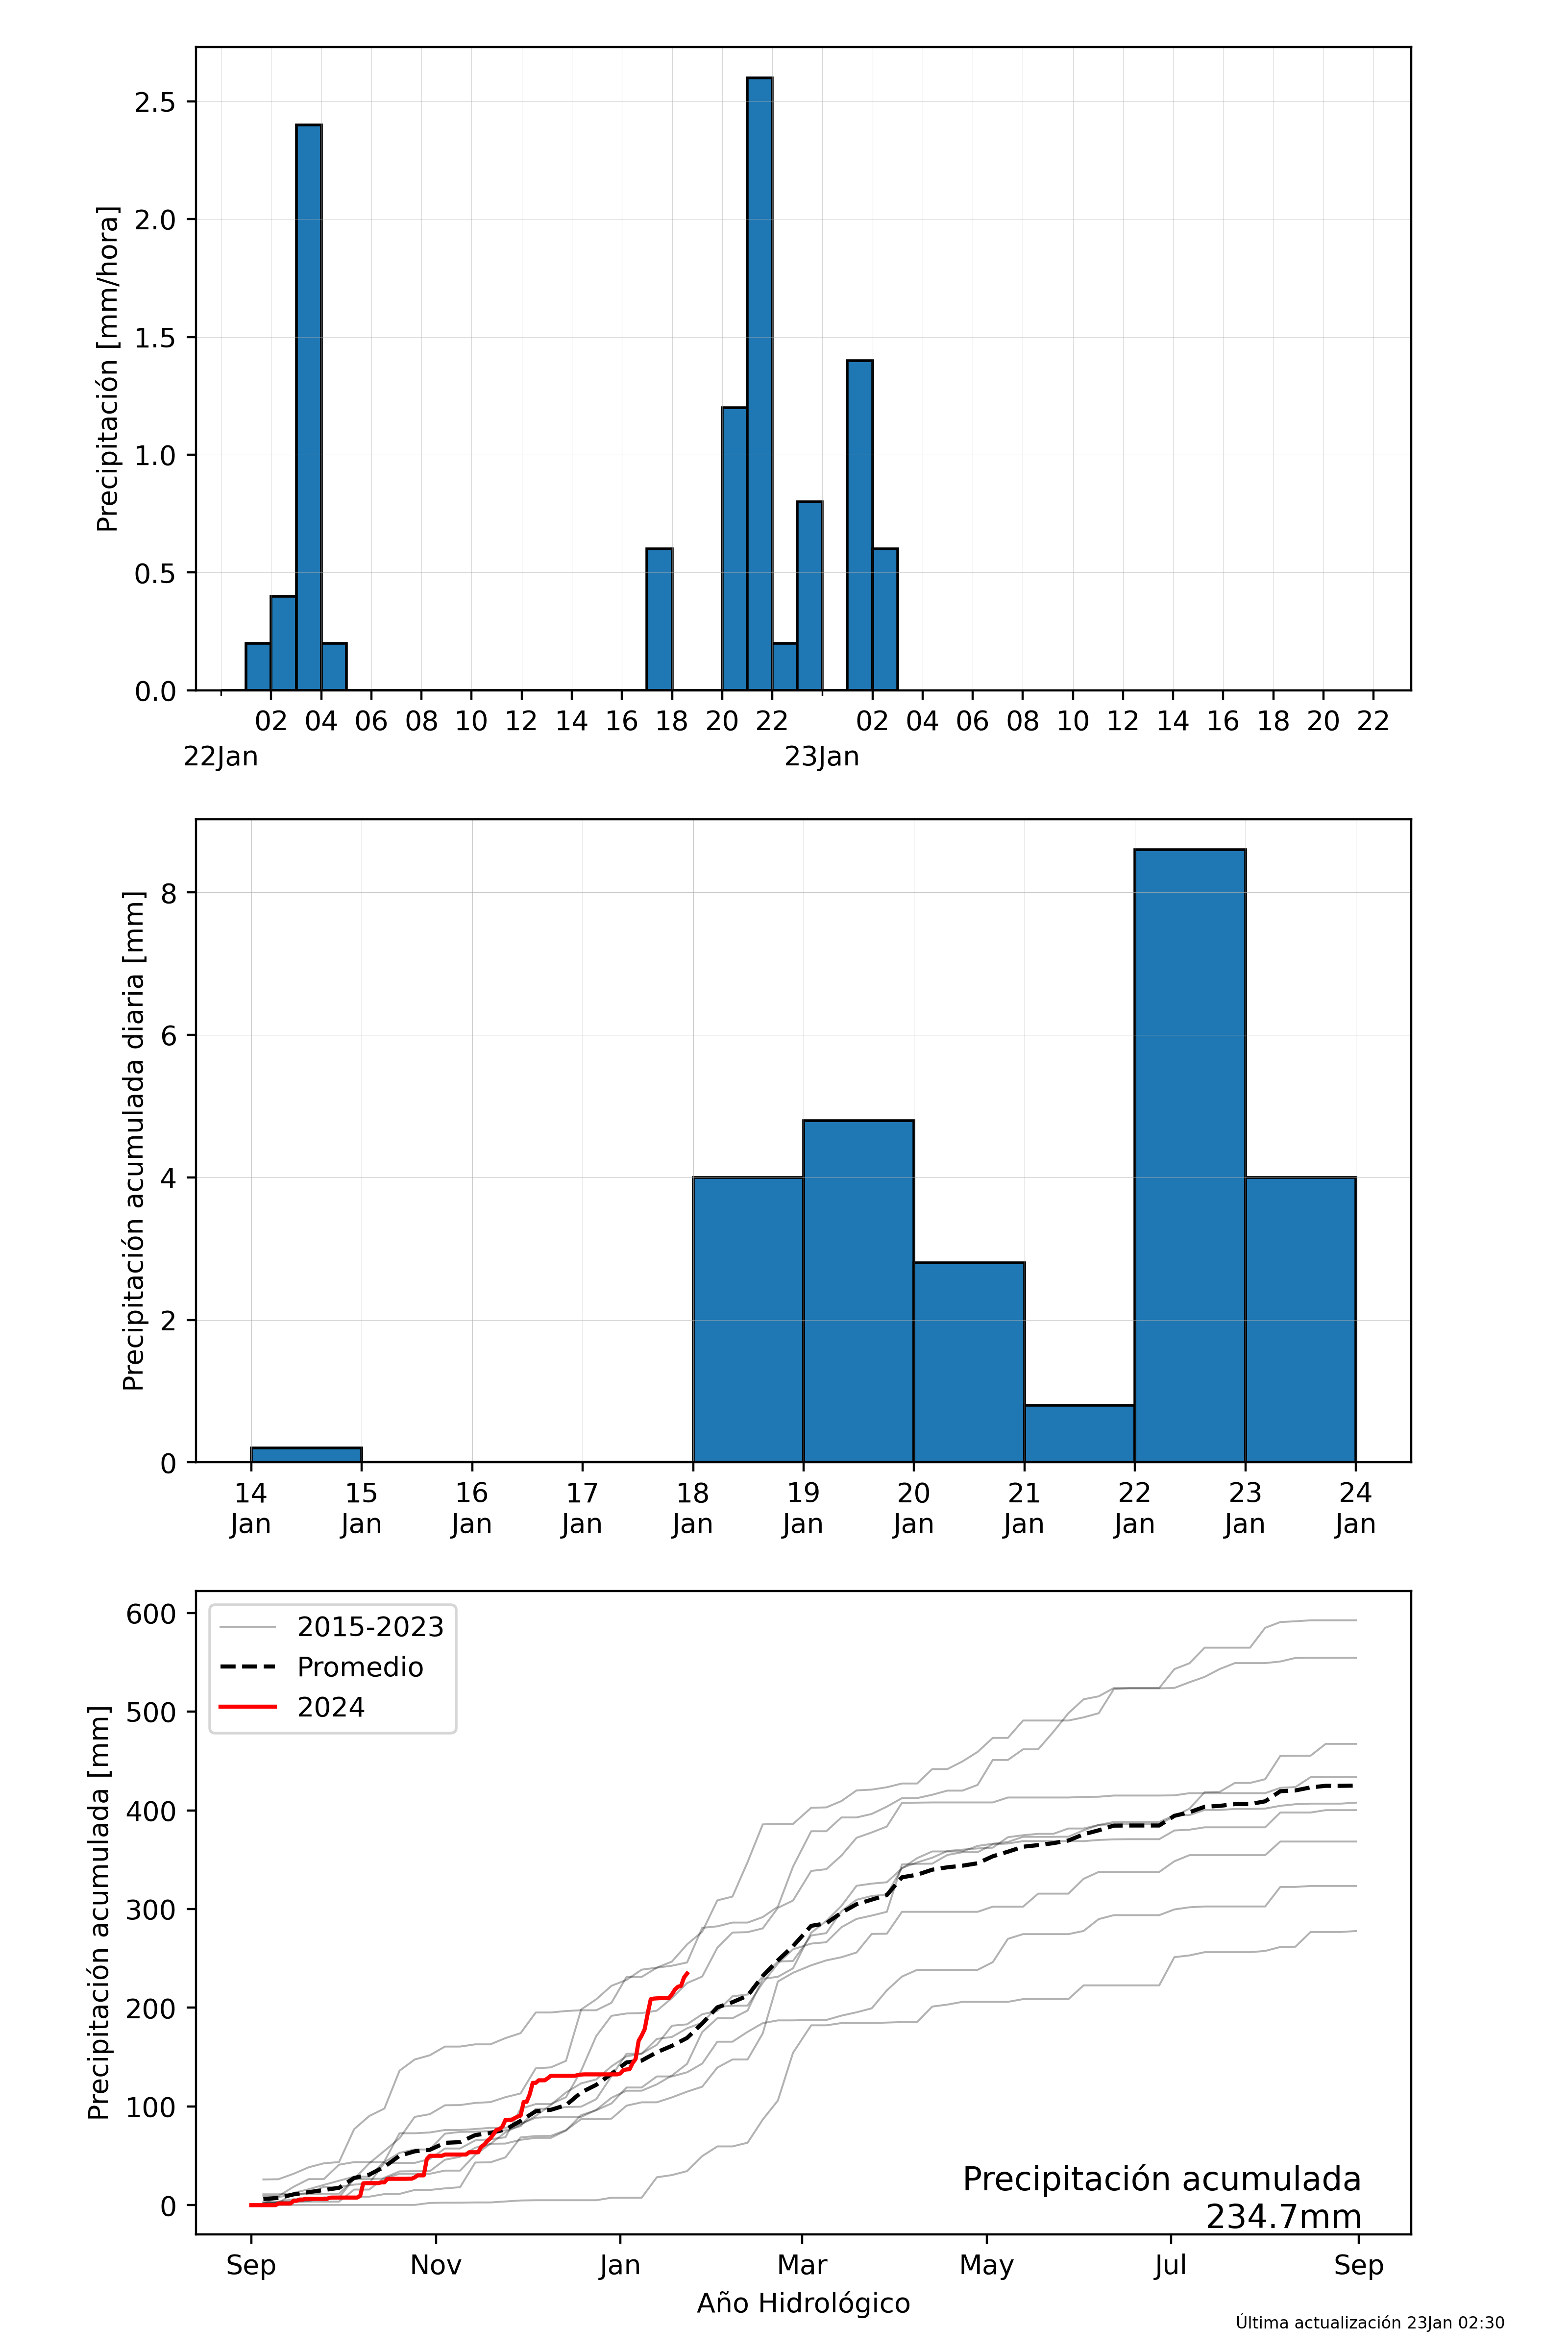 Precipitación [mm/hora]
2.5
2.0
1.5
1.0
0.5
0.0
02 04 06 08 10 12 14 16 18 20 22 02 04 06 08 10 12 14 16 18 20 22
22Jan 23Jan
Precipitación acumulada diaria [mm]
8
6
4
2
0
14 15 16 17 18 19 20 21 22 23 24
Jan Jan Jan Jan Jan Jan Jan Jan Jan Jan Jan
Precipitación acumulada [mm]
600
500
400
300
200
100
0
2015-2023
Promedio
2024
Precipitación acumulada
234.7mm
Sep Nov Jan Mar May Jul Sep
Año Hidrológico
Última actualización 23Jan 02:30